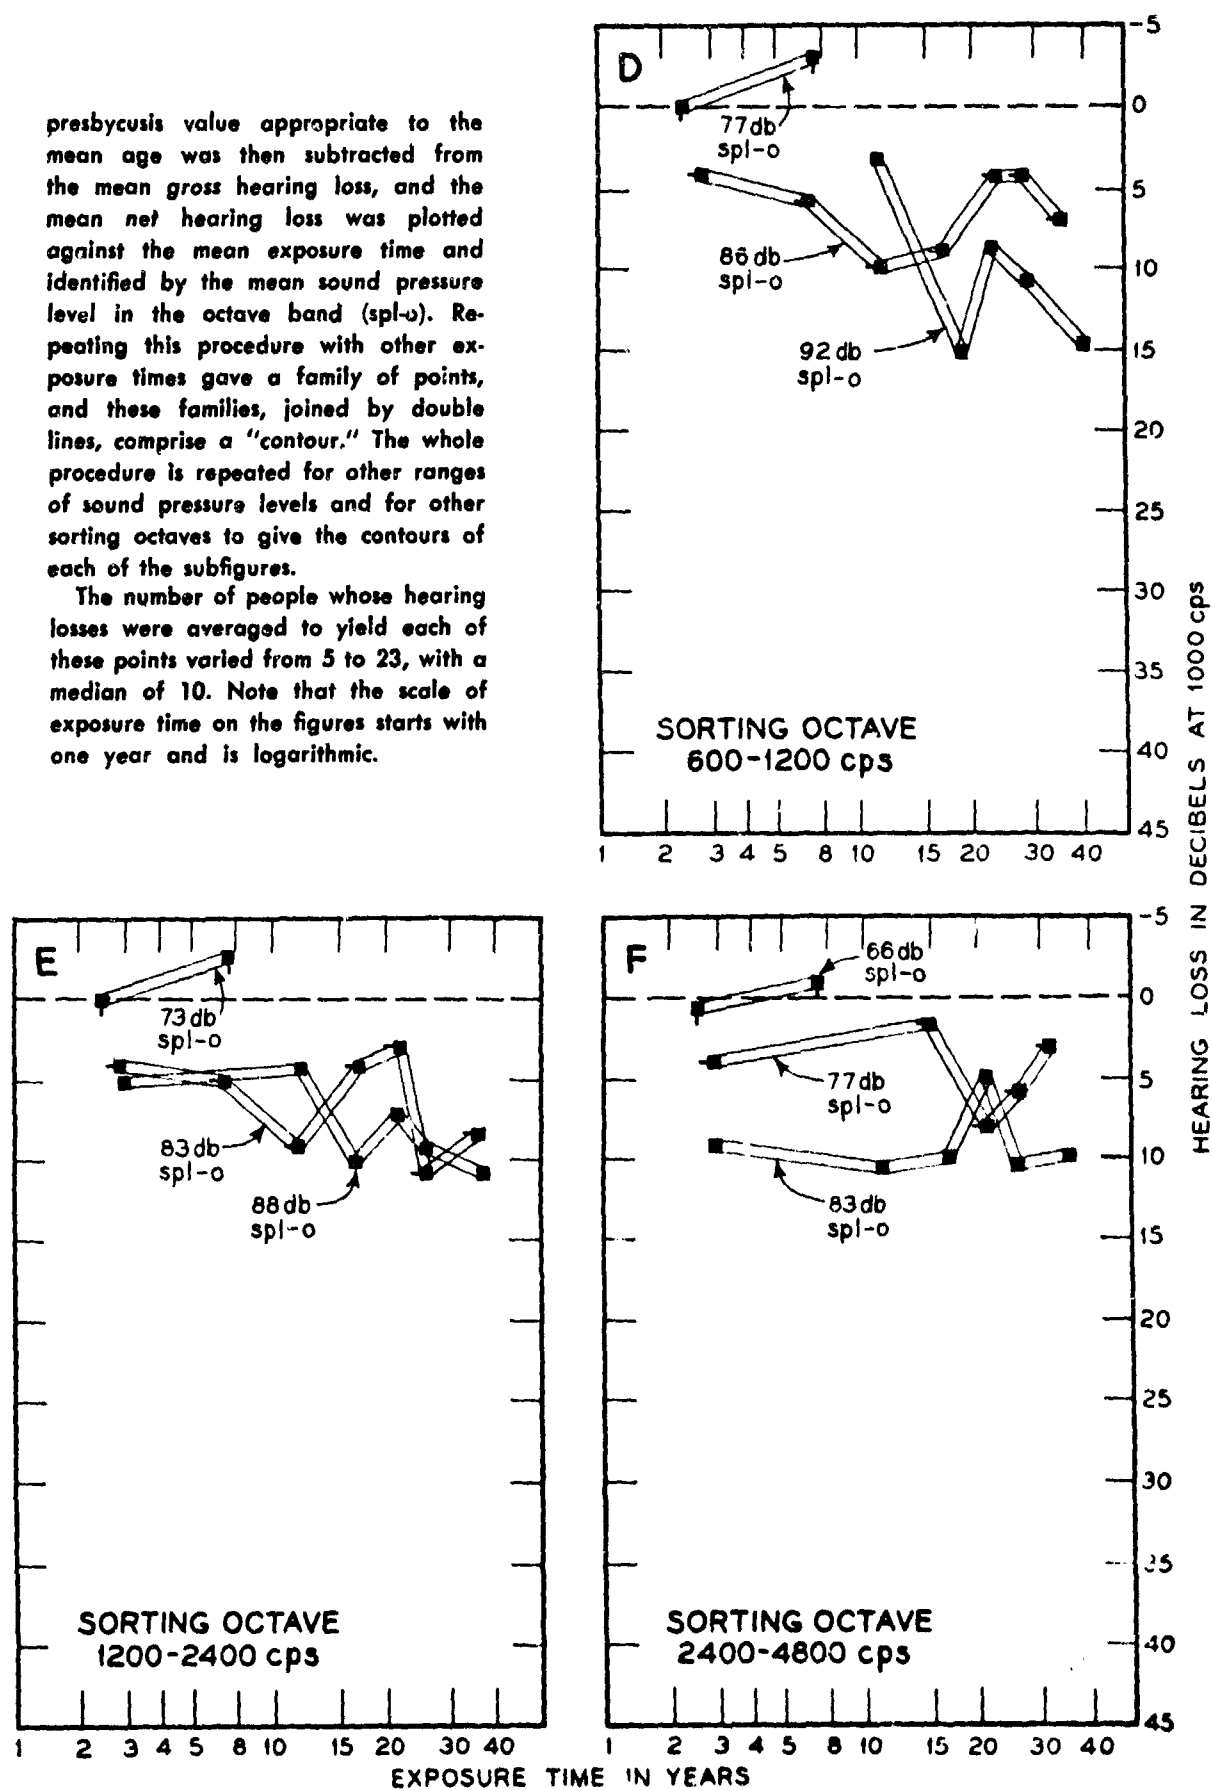 presbycusis value appropriate to the
mean age was then subtracted from
the mean gross hearing loss, and the
mean net hearing loss was plotted
against the mean exposure time and
identified by the mean sound pressure
level in the octave band (spl-o). Re-
peating this procedure with other ex-
posure times gave a family of points,
and these families, joined by double
lines, comprise a "contour." The whole
procedure is repeated for other ranges
of sound pressure levels and for other
sorting octaves to give the contours of
each of the subfigures.
The number of people whose hearing
losses were averaged to yield each of
these points varied from 5 to 23, with a
median of 10. Note that the scale of
exposure time on the figures starts with
one year and is logarithmic.
D
77 db
spl-o
86 db
spl-o
92 db
spl-o
SORTING OCTAVE
600-1200 cps
-5
0
5
10
15
20
25
30
35
40
45
1 2 3 4 5 8 10 15 20 30 40
HEARING LOSS IN DECIBELS AT 1000 cps
E
73 db
spl-o
83 db
spl-o
88 db
spl-o
SORTING OCTAVE
1200-2400 cps
1 2 3 4 5 8 10 15 20 30 40
F
66 db
spl-o
77 db
spl-o
83 db
spl-o
SORTING OCTAVE
2400-4800 cps
-5
0
5
10
15
20
25
30
35
40
45
1 2 3 4 5 8 10 15 20 30 40
EXPOSURE TIME IN YEARS